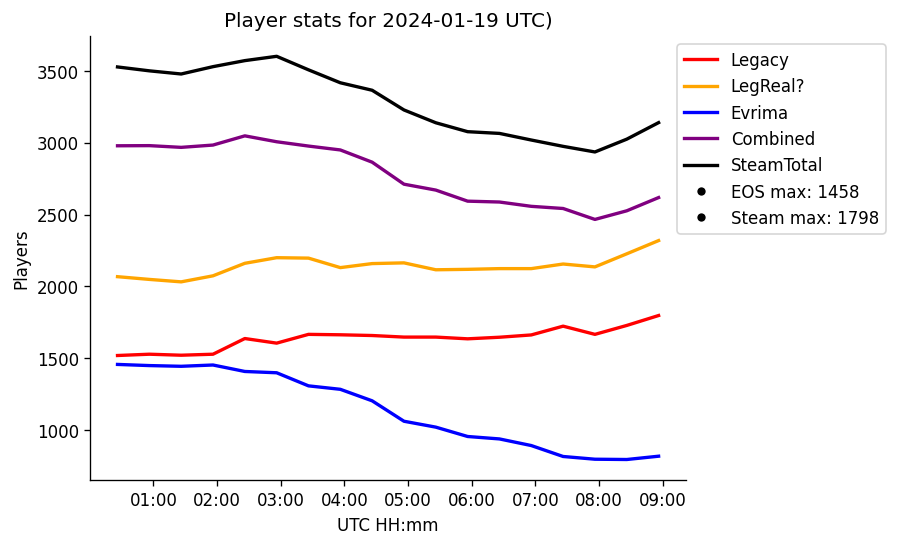 Player stats for 2024-01-19 UTC)
Legacy
LegReal?
Evrima
Combined
SteamTotal
EOS max: 1458
Steam max: 1798
Players
3500
3000
2500
2000
1500
1000
01:00 02:00 03:00 04:00 05:00 06:00 07:00 08:00 09:00
UTC HH:mm